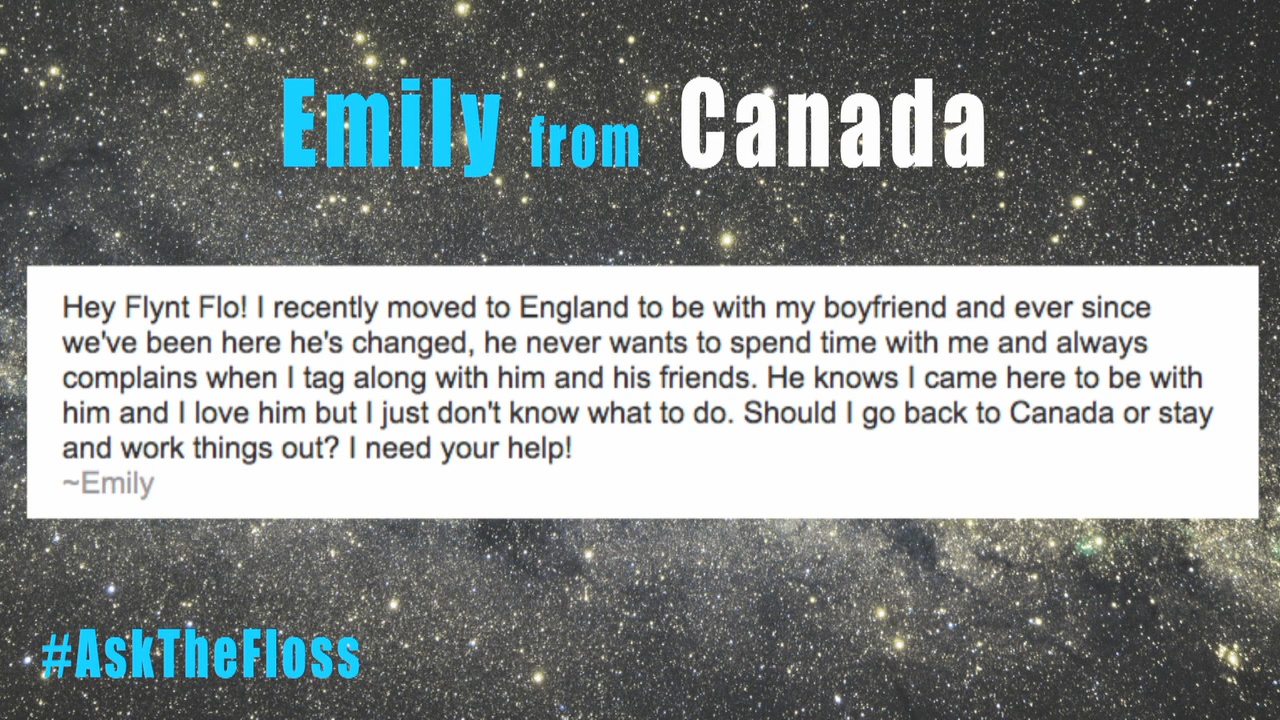 Emily from Canada
Hey Flynt Flo! I recently moved to England to be with my boyfriend and ever since
we've been here he's changed, he never wants to spend time with me and always
complains when I tag along with him and his friends. He knows I came here to be with
him and I love him but I just don't know what to do. Should I go back to Canada or stay
and work things out? I need your help!
~Emily
#AskTheFloss